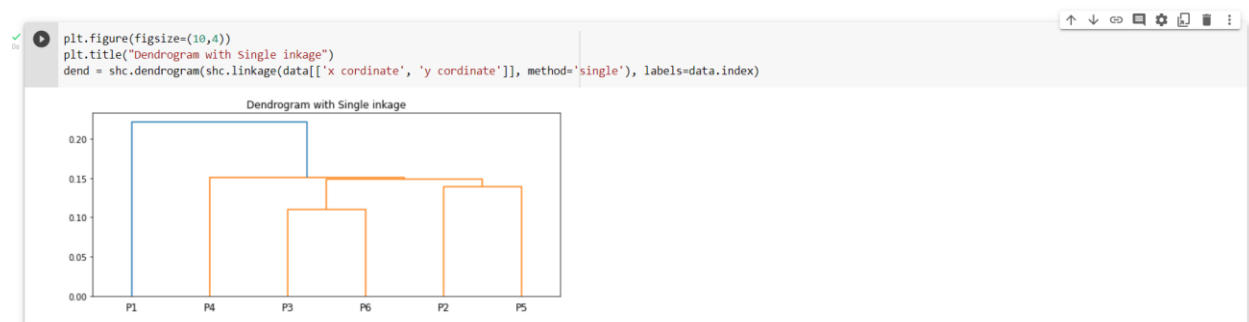 plt.figure(figsize=(10,4))
plt.title("Dendrogram with Single inkage")
dend = shc.dendrogram(shc.linkage(data[['x cordinate', 'y cordinate']], method='single'), labels=data.index)
0s
Dendrogram with Single inkage
0.20
0.15
0.10
0.05
0.00
P1 P4 P3 P6 P2 P5